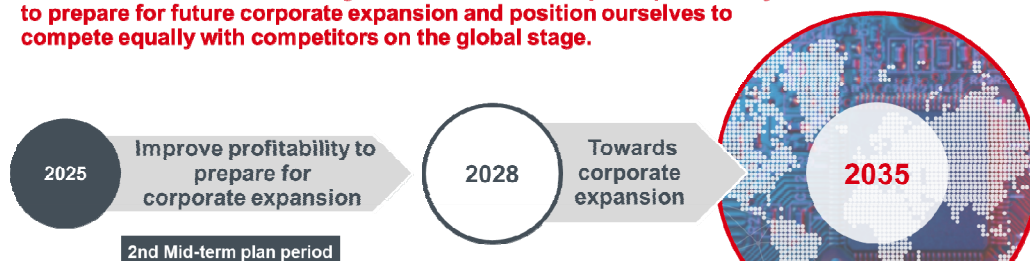 to prepare for future corporate expansion and position ourselves to
compete equally with competitors on the global stage.
2025
Improve profitability to
prepare for
corporate expansion
2028
Towards
corporate
expansion
2035
2nd Mid-term plan period